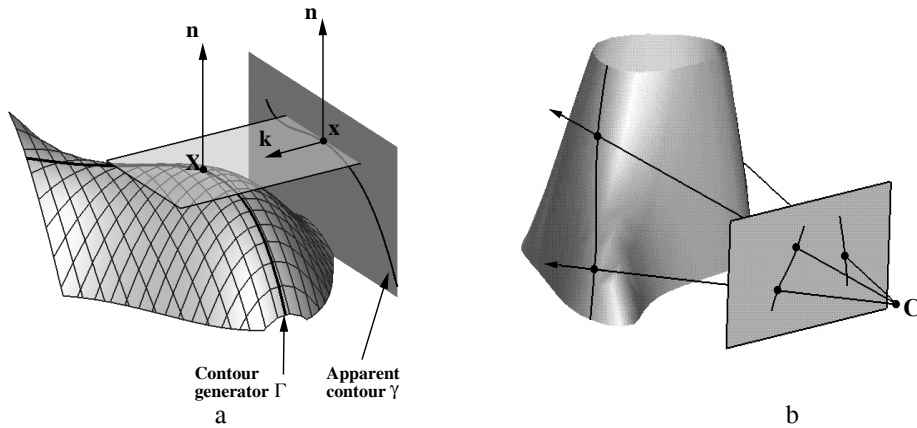 n
n
X
k
x
Contour
generator Γ
Apparent
contour γ
a
C
b